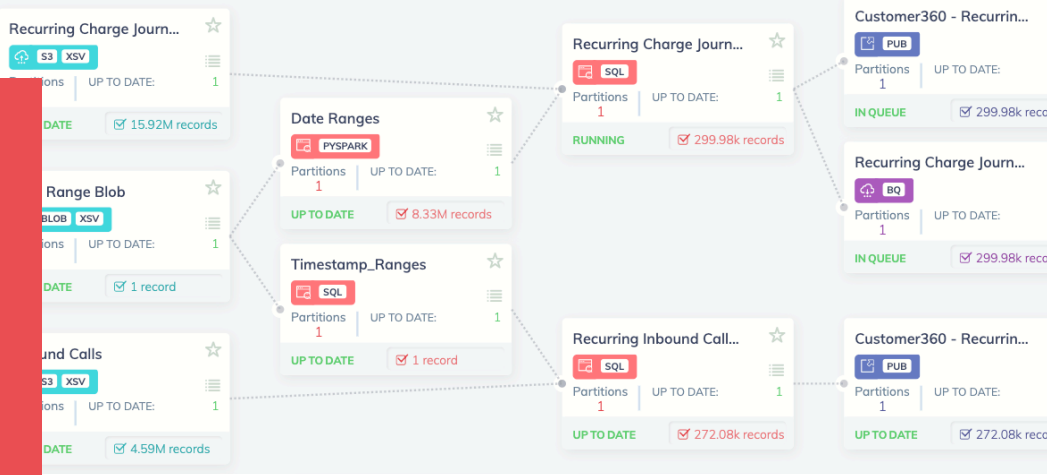 Recurring Charge Journ...
S3 XSV
Partitions UP TO DATE: 1
DATE 15.92M records
Range Blob
BLOB XSV
ions UP TO DATE: 1
DATE 1 record
und Calls
S3 XSV
ions UP TO DATE: 1
DATE 4.59M records
Date Ranges
PYSPARK
Partitions UP TO DATE: 1
1
UP TO DATE 8.33M records
Timestamp_Ranges
SQL
Partitions UP TO DATE: 1
1
UP TO DATE 1 record
Recurring Charge Journ...
SQL
Partitions UP TO DATE: 1
1
RUNNING 299.98k records
Recurring Inbound Call...
SQL
Partitions UP TO DATE: 1
1
UP TO DATE 272.08k records
Customer360 - Recurrin...
PUB
Partitions UP TO DATE:
1
IN QUEUE 299.98k reco
Recurring Charge Journ...
BQ
Partitions UP TO DATE:
1
IN QUEUE 299.98k reco
Customer360 - Recurrin...
PUB
Partitions UP TO DATE:
1
UP TO DATE 272.08k reco